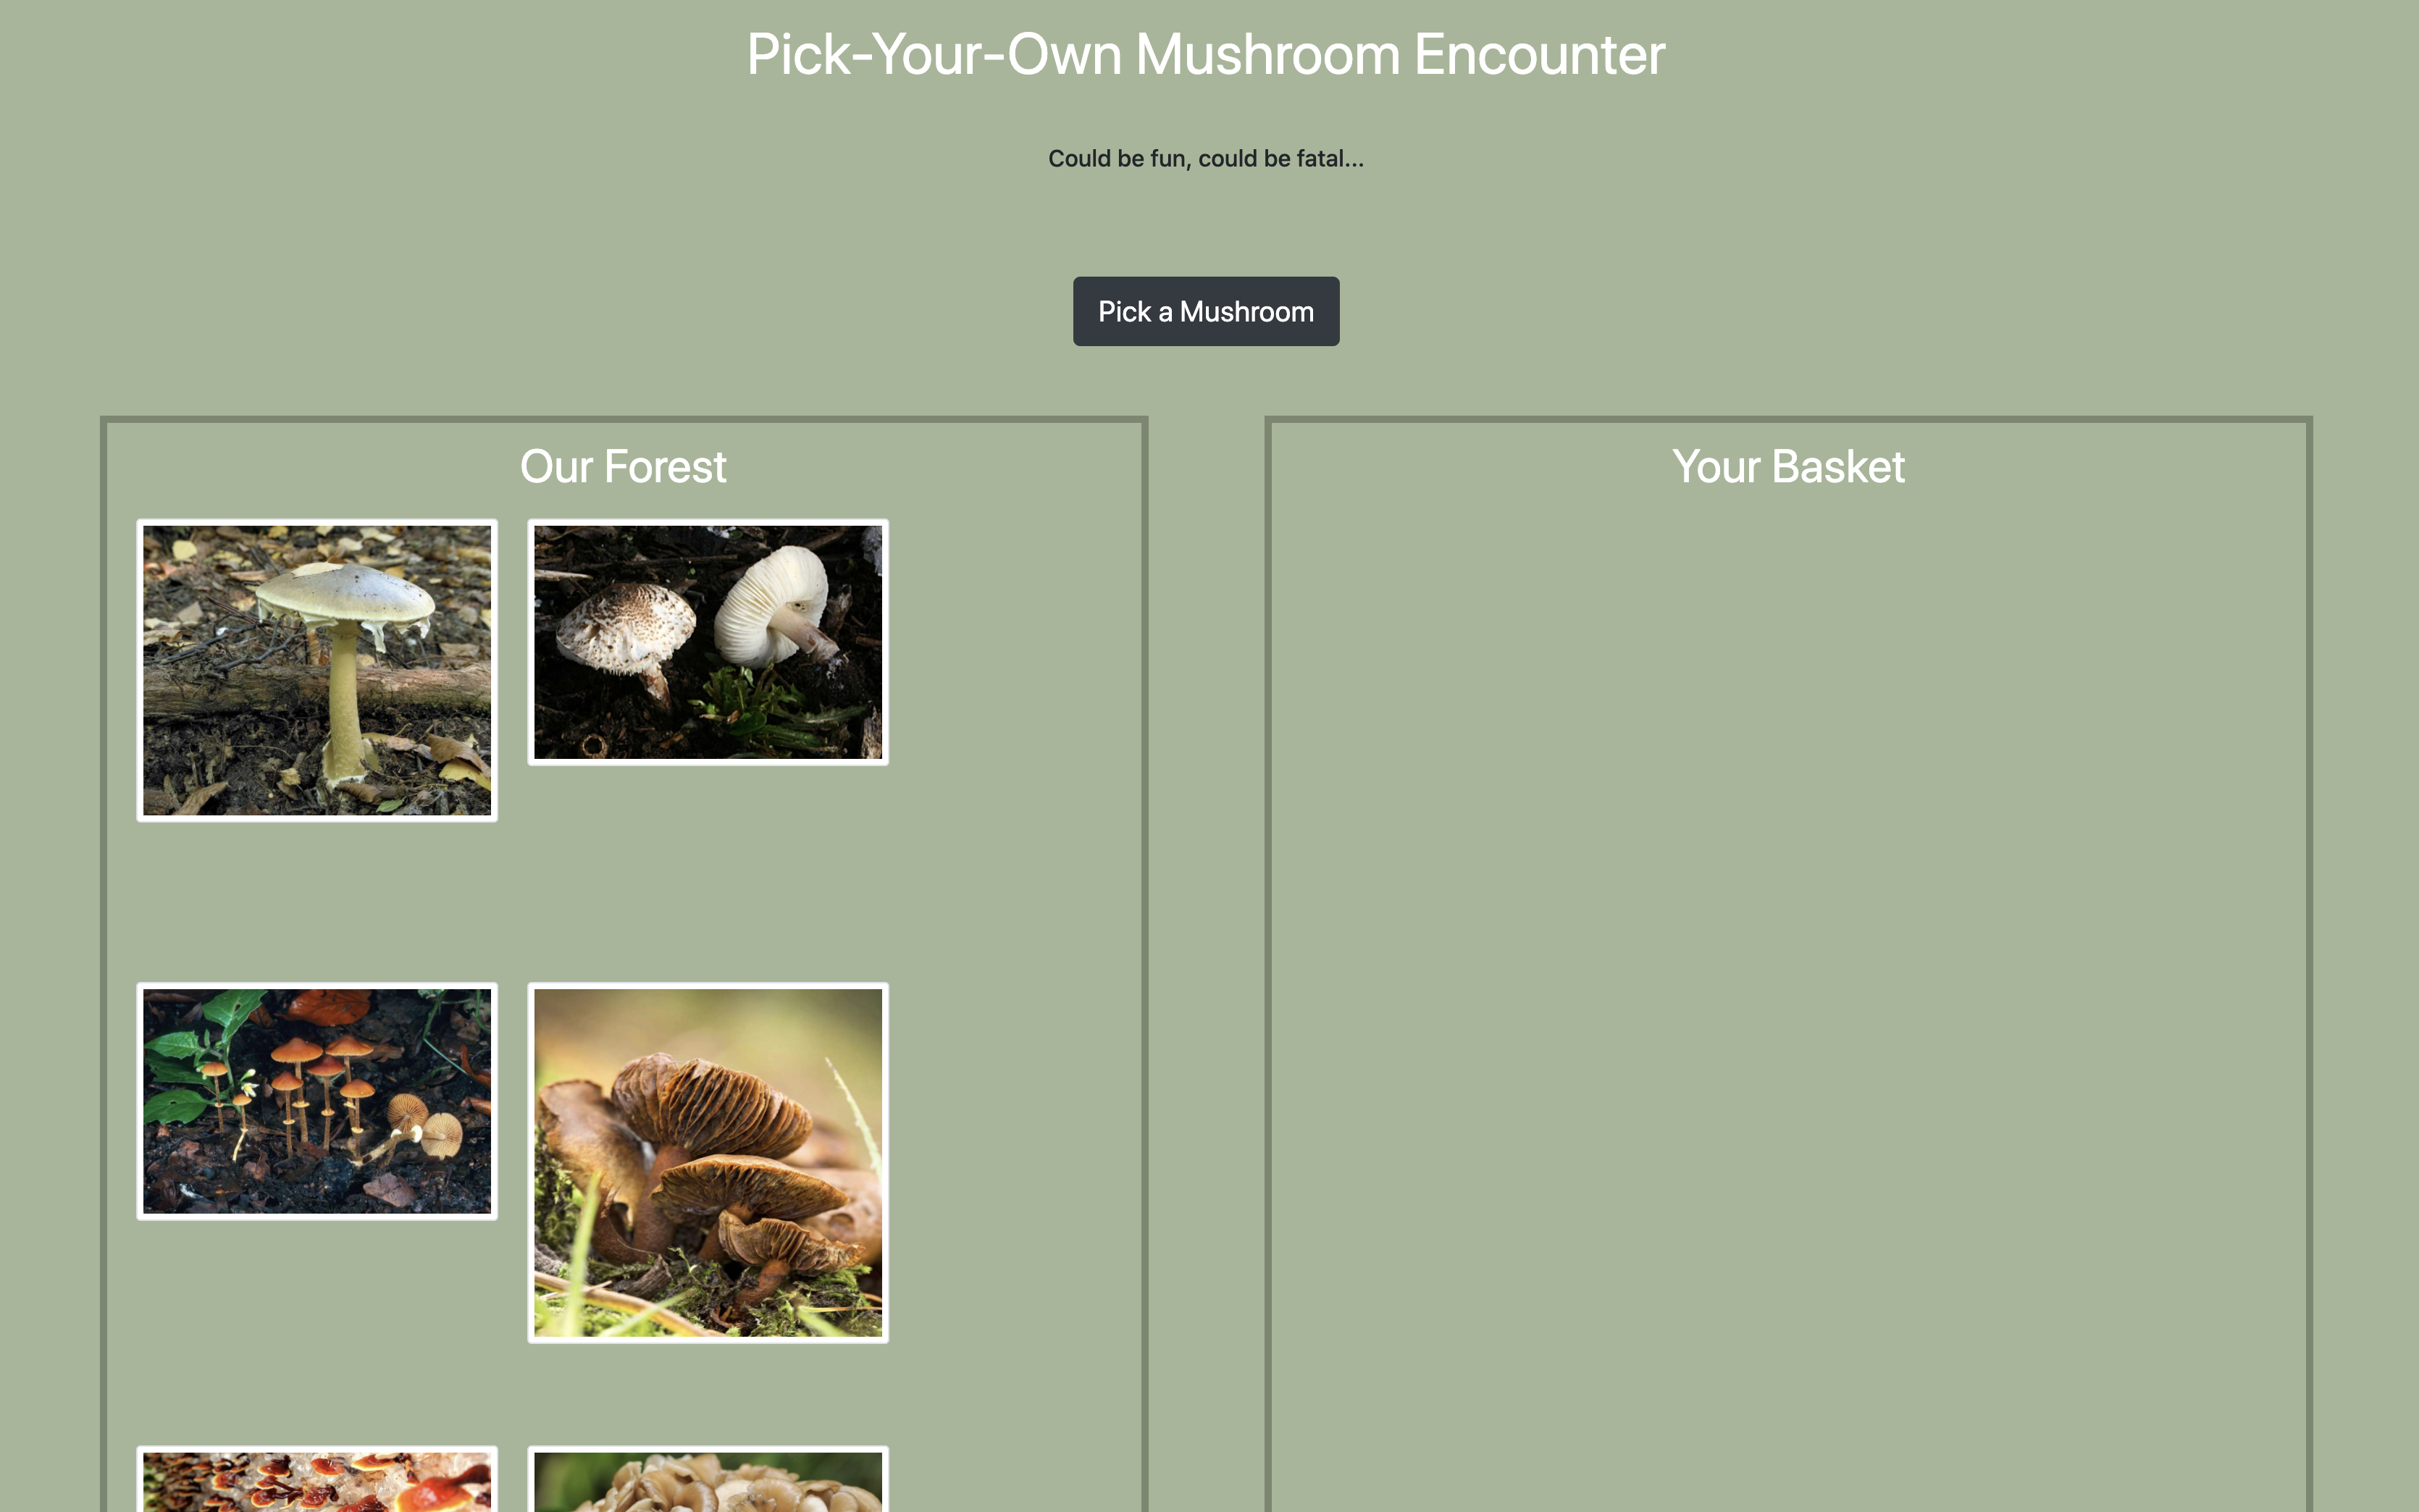 Pick-Your-Own Mushroom Encounter
Could be fun, could be fatal...
Pick a Mushroom
Our Forest
Your Basket